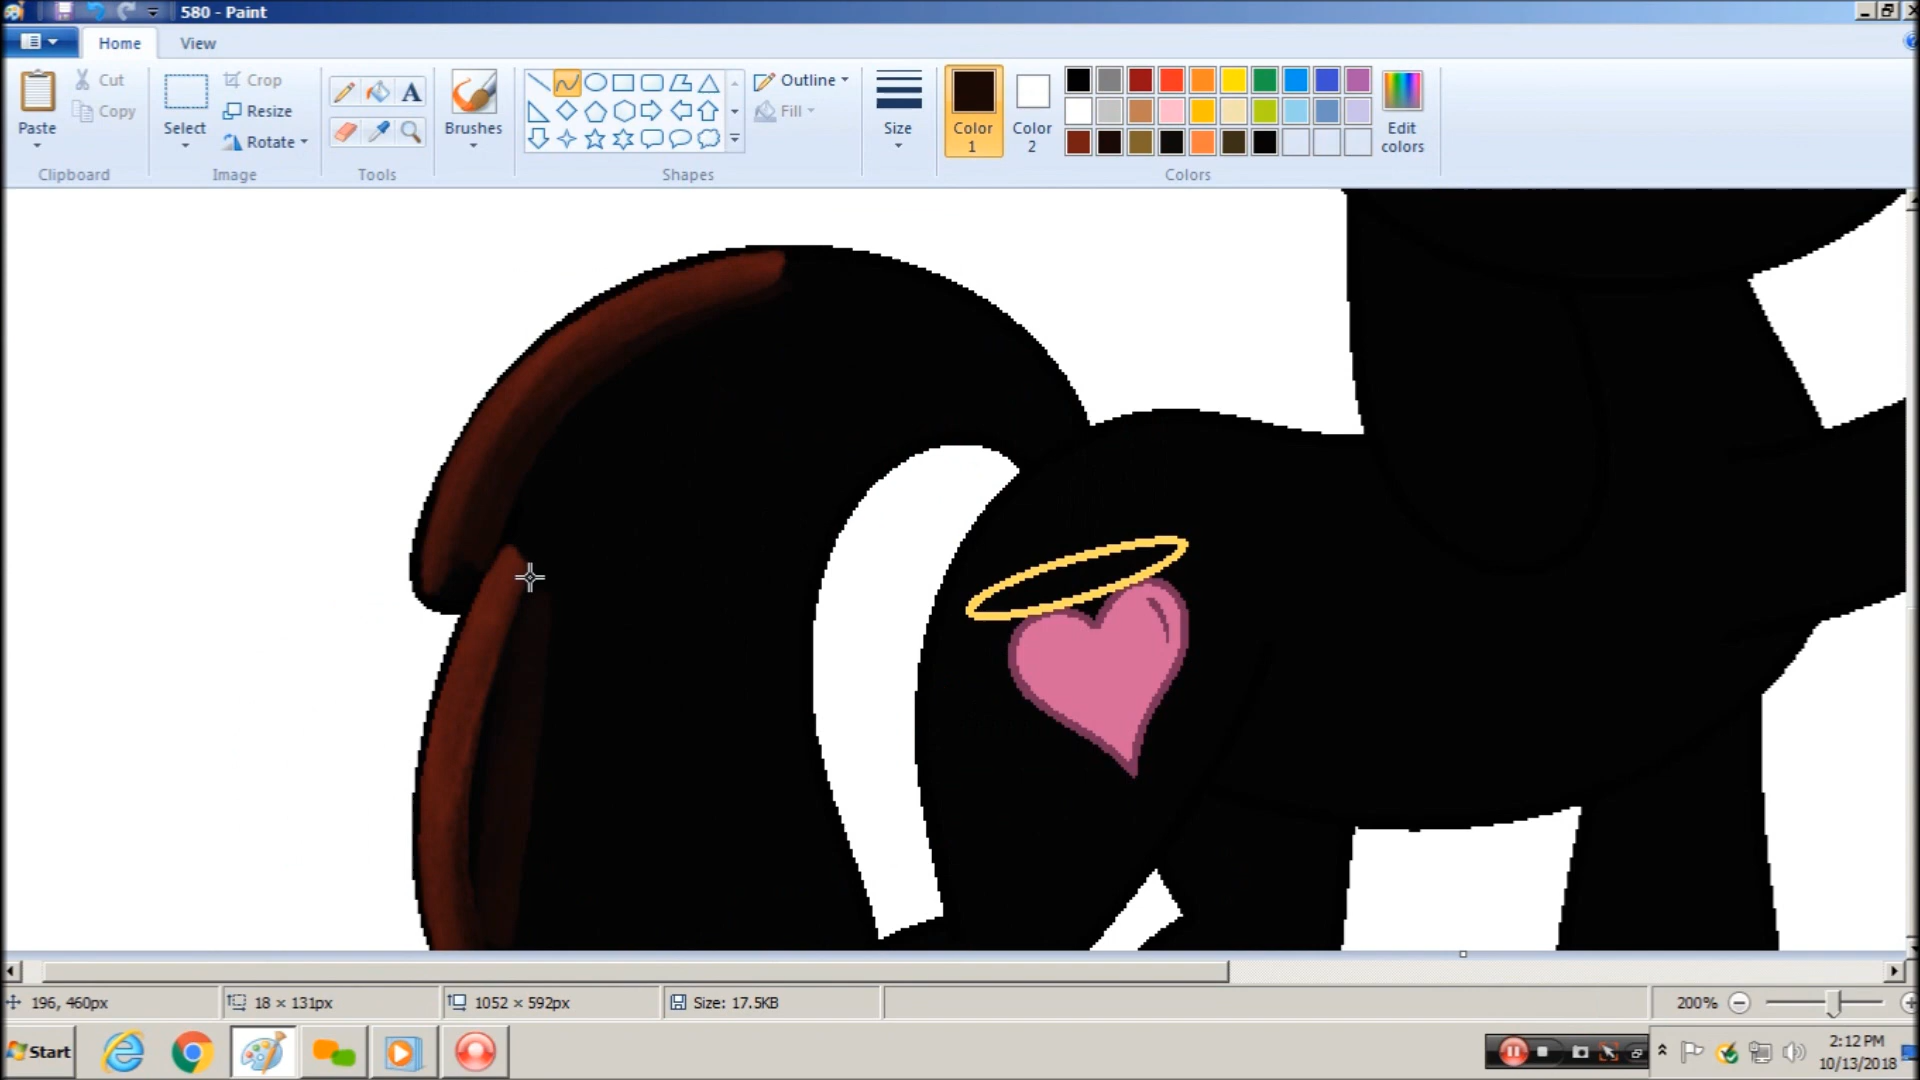 580 - Paint
Home View
Paste
Cut
Copy
Clipboard
Select
Crop
Resize
Rotate
Image
A
Tools
Brushes
Shapes
Outline
Fill
Size
Color 1
Color 2
Colors
Edit colors
196, 460px
18 × 131px
1052 × 592px
Size: 17.5KB
200%
Start
2:12 PM
10/13/2018